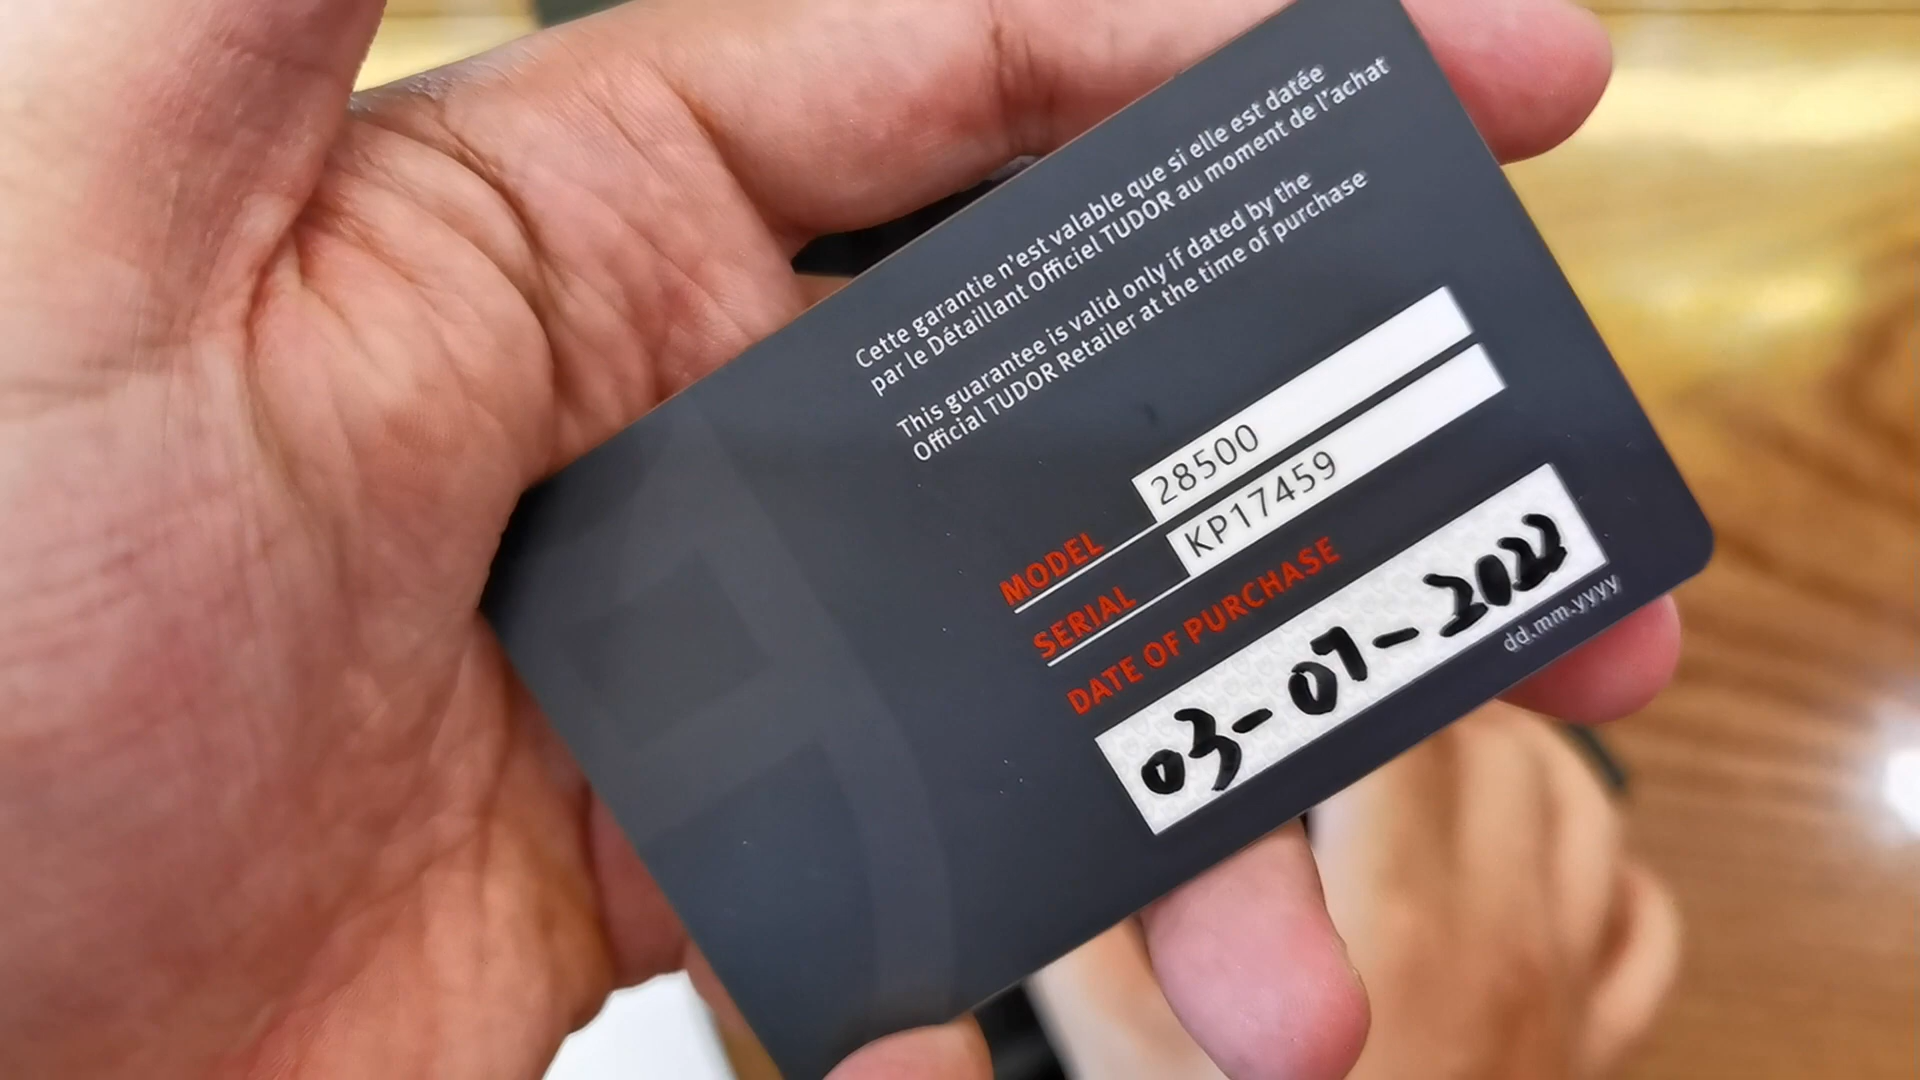 Cette garantie n'est valable que si elle est datée
par le Détaillant Officiel TUDOR au moment de l'achat
This guarantee is valid only if dated by the
Official TUDOR Retailer at the time of purchase
MODEL 28500
SERIAL KP17459
DATE OF PURCHASE
03-07-2022
dd.mm.yyyy